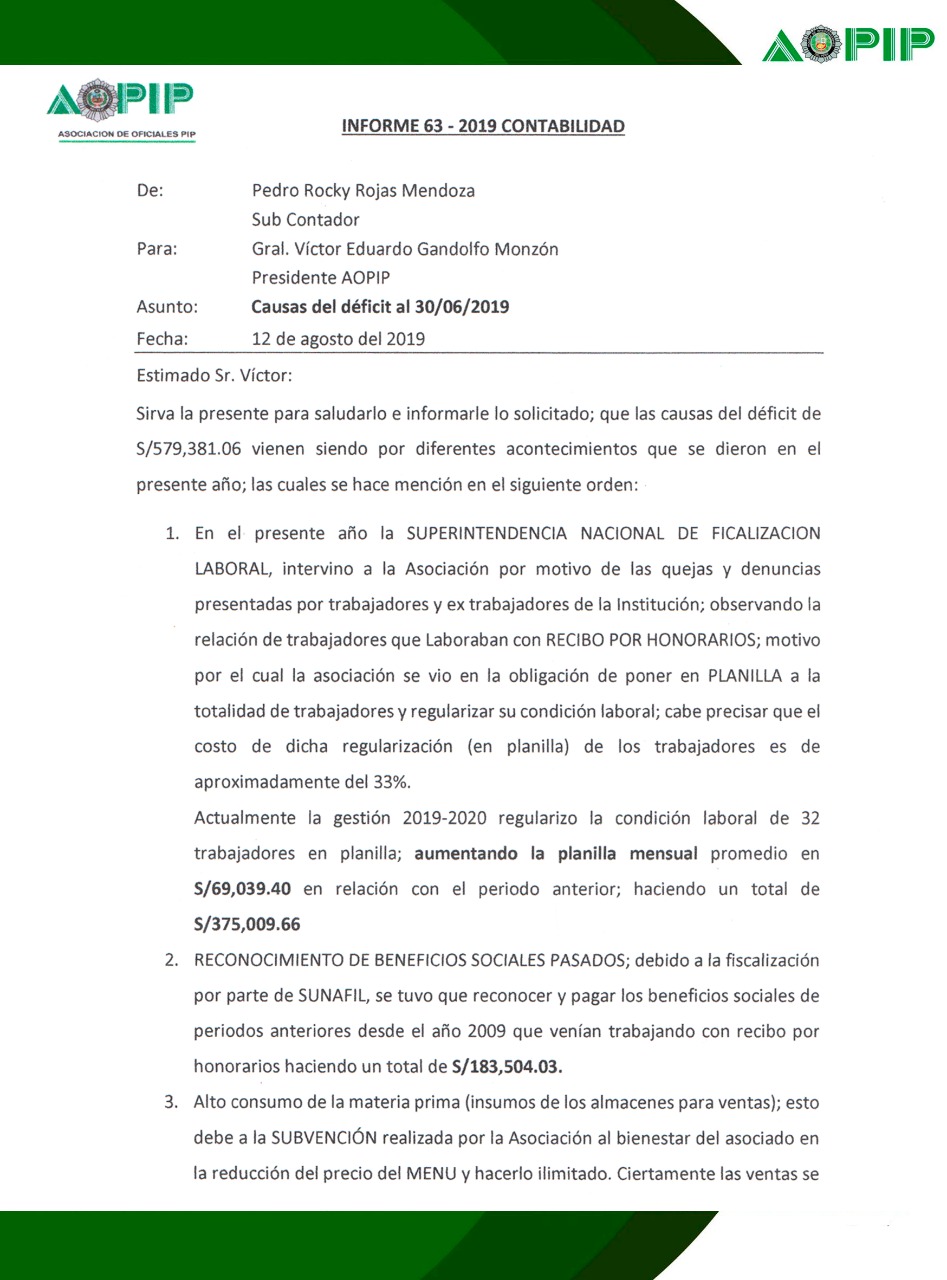 AOPIP
AOPIP
ASOCIACION DE OFICIALES PIP
INFORME 63 - 2019 CONTABILIDAD
De: Pedro Rocky Rojas Mendoza
Sub Contador
Para: Gral. Víctor Eduardo Gandolfo Monzón
Presidente AOPIP
Asunto: Causas del déficit al 30/06/2019
Fecha: 12 de agosto del 2019
Estimado Sr. Víctor:
Sirva la presente para saludarlo e informarle lo solicitado; que las causas del déficit de
S/579,381.06 vienen siendo por diferentes acontecimientos que se dieron en el
presente año; las cuales se hace mención en el siguiente orden:
1. En el presente año la SUPERINTENDENCIA NACIONAL DE FICALIZACION
LABORAL, intervino a la Asociación por motivo de las quejas y denuncias
presentadas por trabajadores y ex trabajadores de la Institución; observando la
relación de trabajadores que Laboraban con RECIBO POR HONORARIOS; motivo
por el cual la asociación se vio en la obligación de poner en PLANILLA a la
totalidad de trabajadores y regularizar su condición laboral; cabe precisar que el
costo de dicha regularización (en planilla) de los trabajadores es de
aproximadamente del 33%.
Actualmente la gestión 2019-2020 regularizo la condición laboral de 32
trabajadores en planilla; aumentando la planilla mensual promedio en
S/69,039.40 en relación con el periodo anterior; haciendo un total de
S/375,009.66
2. RECONOCIMIENTO DE BENEFICIOS SOCIALES PASADOS; debido a la fiscalización
por parte de SUNAFIL, se tuvo que reconocer y pagar los beneficios sociales de
periodos anteriores desde el año 2009 que venían trabajando con recibo por
honorarios haciendo un total de S/183,504.03.
3. Alto consumo de la materia prima (insumos de los almacenes para ventas); esto
debe a la SUBVENCIÓN realizada por la Asociación al bienestar del asociado en
la reducción del precio del MENU y hacerlo ilimitado. Ciertamente las ventas se